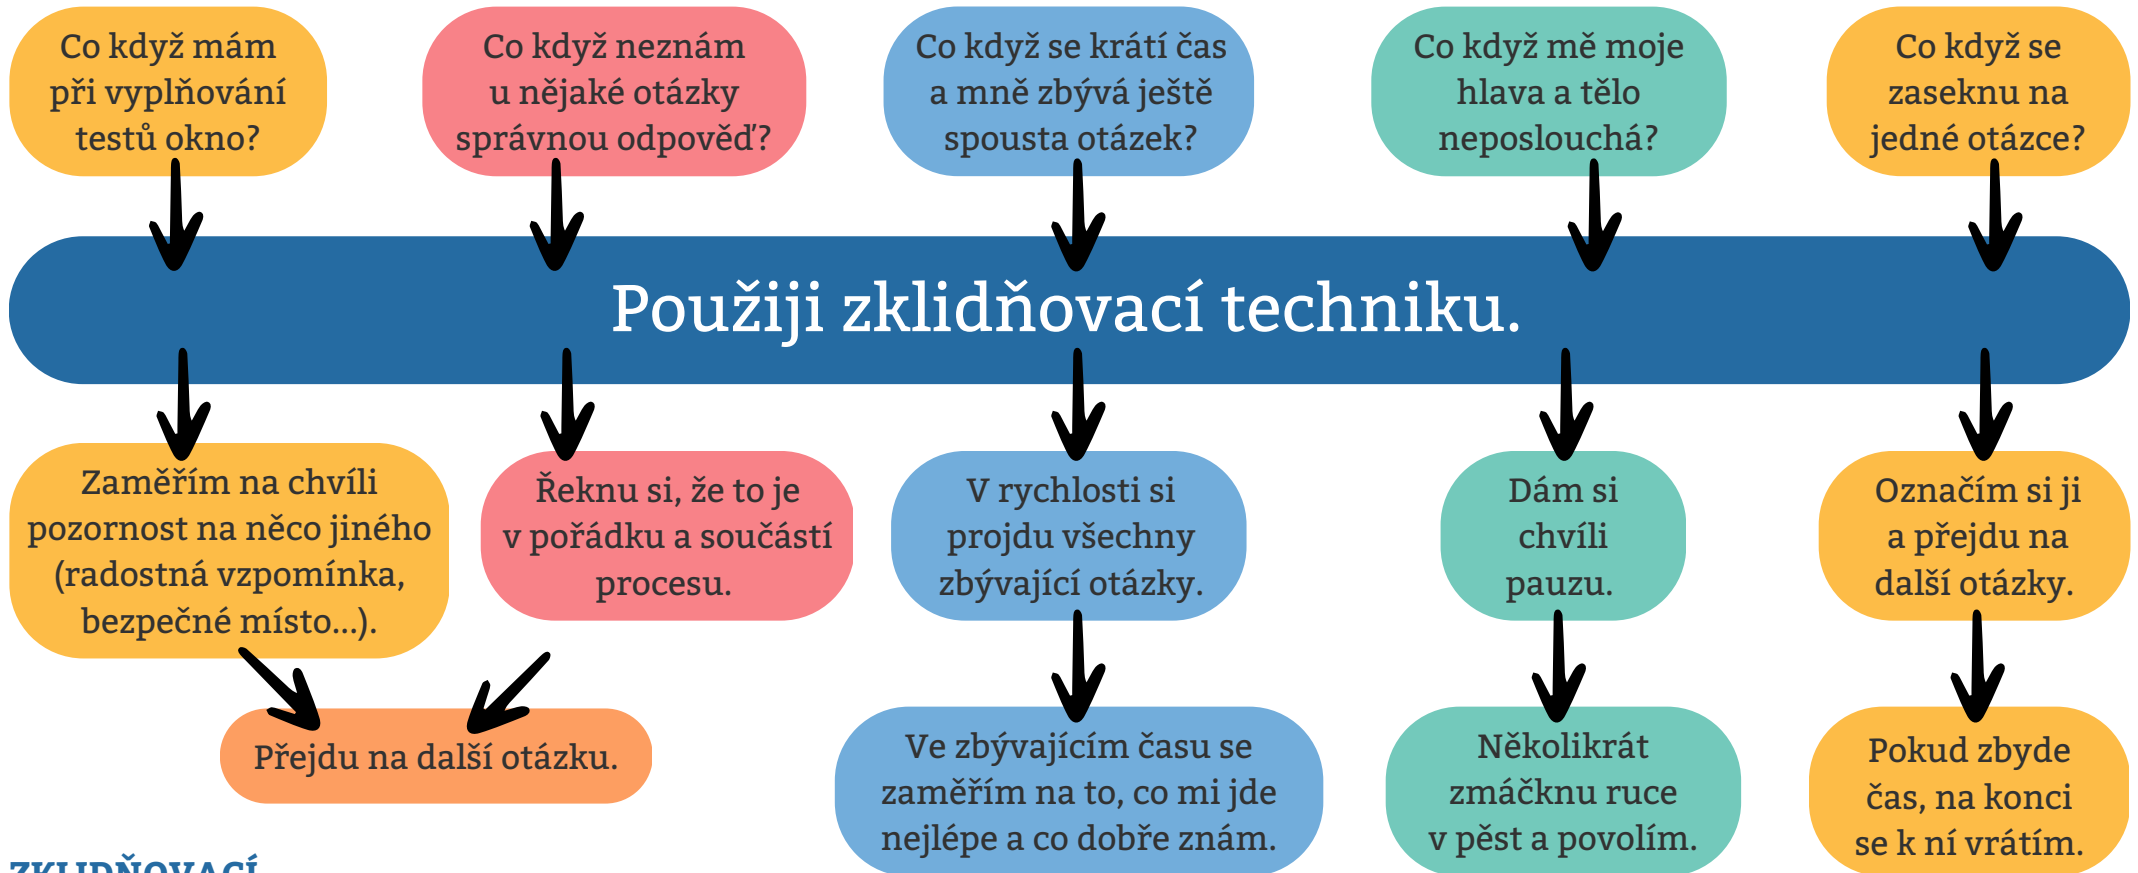 Co když mám
při vyplňování
testů okno?
Co když neznám
u nějaké otázky
správnou odpověď?
Co když se krátí čas
a mně zbývá ještě
spousta otázek?
Co když mě moje
hlava a tělo
neposlouchá?
Co když se
zaseknu na
jedné otázce?
Použiji zklidňovací techniku.
Zaměřím na chvíli
pozornost na něco jiného
(radostná vzpomínka,
bezpečné místo...).
Řeknu si, že to je
v pořádku a součástí
procesu.
V rychlosti si
projdu všechny
zbývající otázky.
Dám si
chvíli
pauzu.
Označím si ji
a přejdu na
další otázky.
Přejdu na další otázku.
Ve zbývajícím času se
zaměřím na to, co mi jde
nejlépe a co dobře znám.
Několikrát
zmáčknu ruce
v pěst a povolím.
Pokud zbyde
čas, na konci
se k ní vrátím.
ZKLIDŇOVACÍ